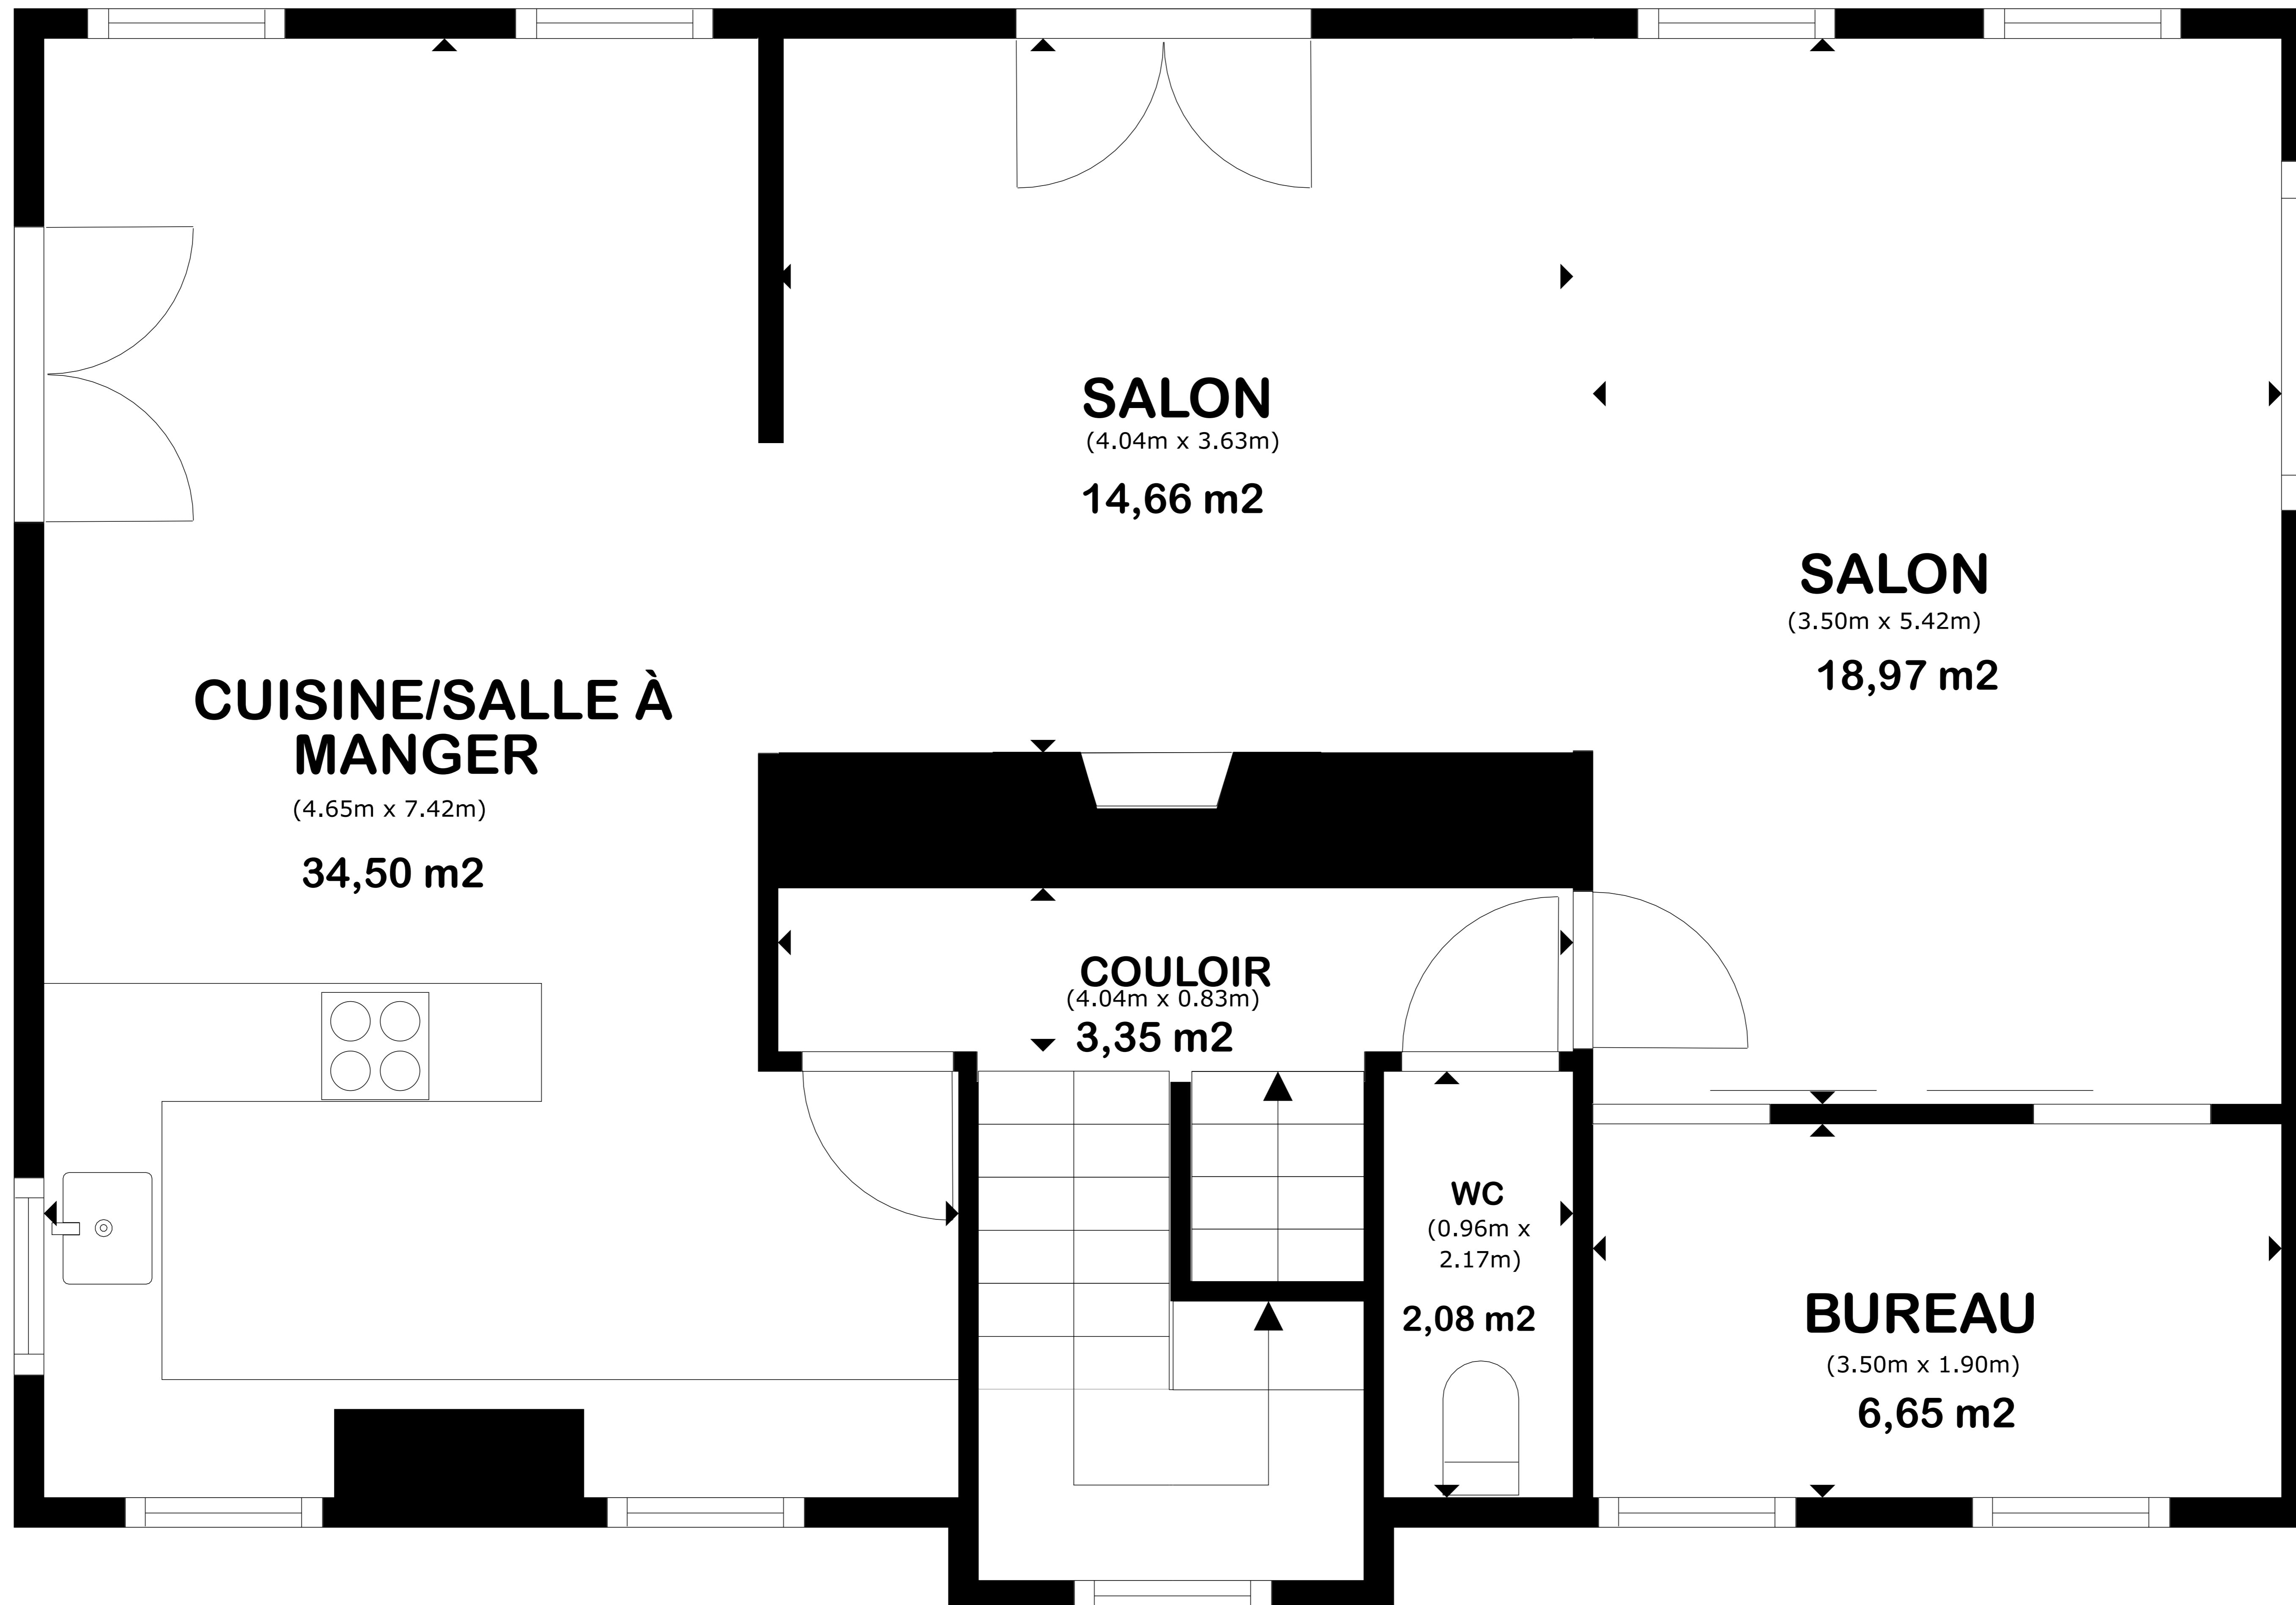 SALON
(4.04m x 3.63m)
14,66 m2
SALON
(3.50m x 5.42m)
18,97 m2
CUISINE/SALLE À
MANGER
(4.65m x 7.42m)
34,50 m2
COULOIR
(4.04m x 0.83m)
3,35 m2
WC
(0.96m x
2.17m)
2,08 m2
BUREAU
(3.50m x 1.90m)
6,65 m2